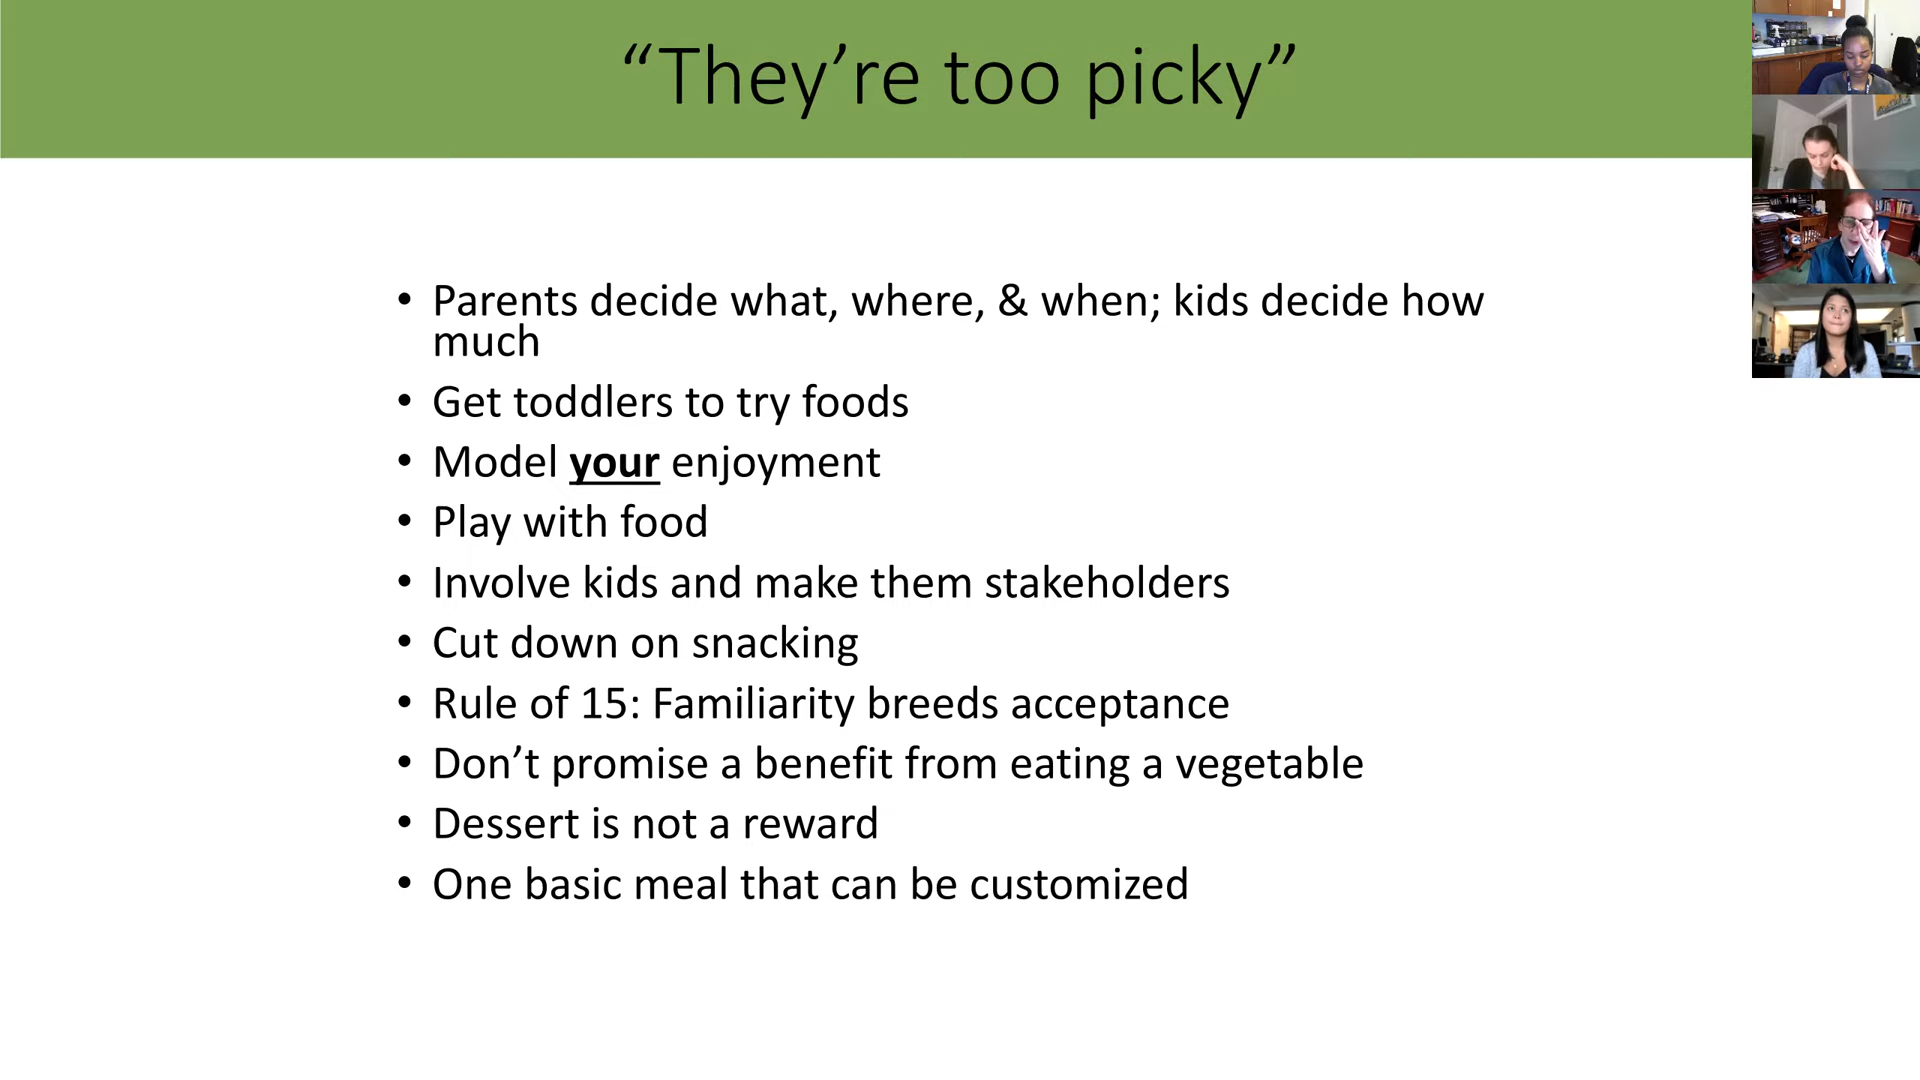 “They’re too picky”
• Parents decide what, where, & when; kids decide how
much
• Get toddlers to try foods
• Model your enjoyment
• Play with food
• Involve kids and make them stakeholders
• Cut down on snacking
• Rule of 15: Familiarity breeds acceptance
• Don’t promise a benefit from eating a vegetable
• Dessert is not a reward
• One basic meal that can be customized